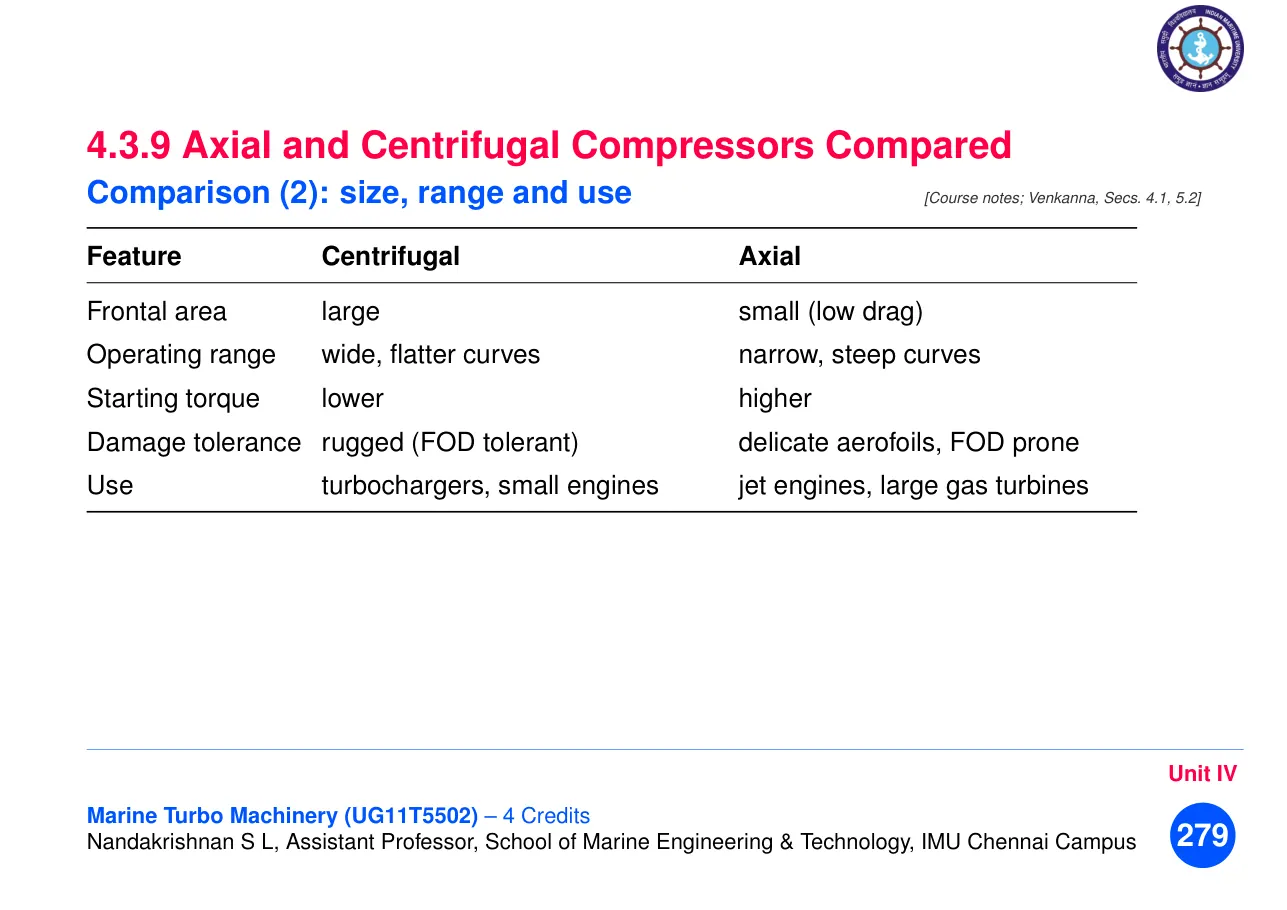 INDIAN MARITIME UNIVERSITY
4.3.9 Axial and Centrifugal Compressors Compared
Comparison (2): size, range and use [Course notes; Venkanna, Secs. 4.1, 5.2]
Feature Centrifugal Axial
Frontal area large small (low drag)
Operating range wide, flatter curves narrow, steep curves
Starting torque lower higher
Damage tolerance rugged (FOD tolerant) delicate aerofoils, FOD prone
Use turbochargers, small engines jet engines, large gas turbines
Unit IV
Marine Turbo Machinery (UG11T5502) – 4 Credits
Nandakrishnan S L, Assistant Professor, School of Marine Engineering & Technology, IMU Chennai Campus
279